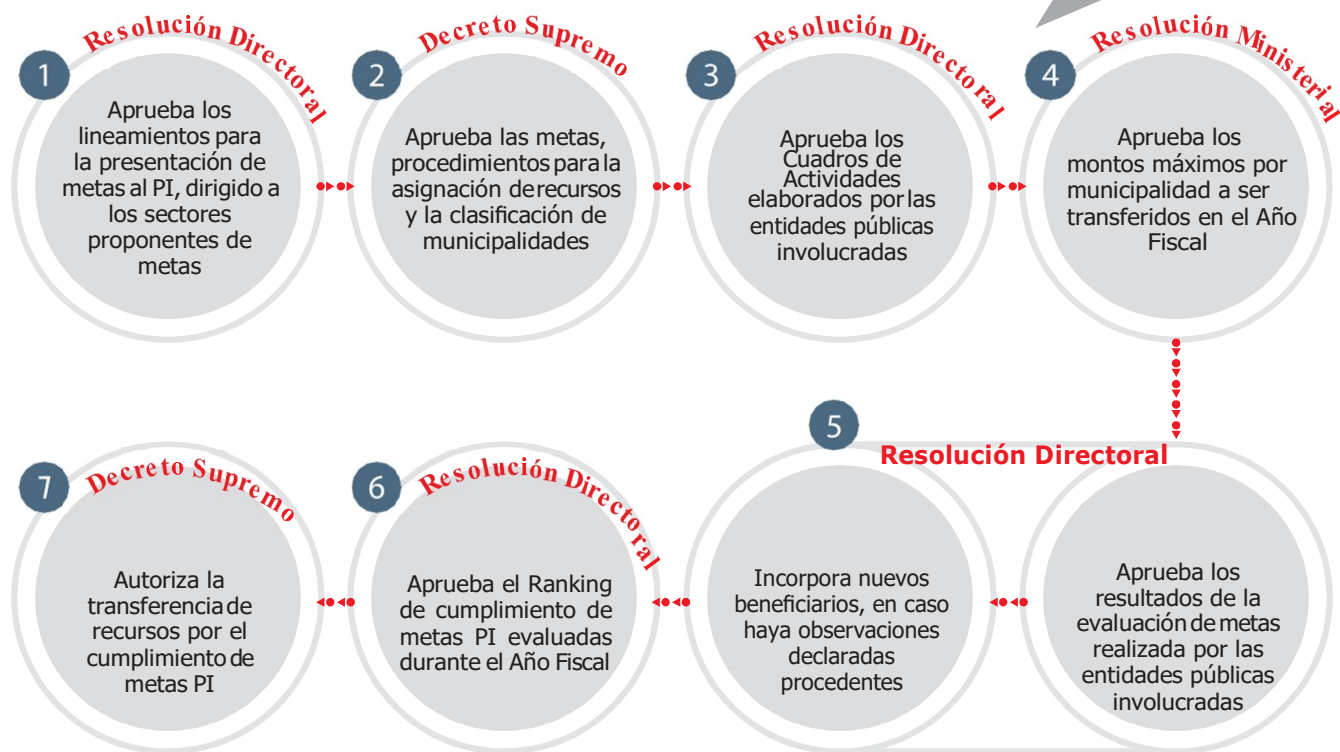 1
Resolución Directoral
Aprueba los
lineamientos para
la presentación de
metas al PI, dirigido a
los sectores
proponentes de
metas
2
Decreto Supremo
Aprueba las metas,
procedimientos para la
asignación de recursos
y la clasificación de
municipalidades
3
Resolución Directoral
Aprueba los
Cuadros de
Actividades
elaborados por las
entidades públicas
involucradas
4
Resolución Ministerial
Aprueba los
montos máximos por
municipalidad a ser
transferidos en el Año
Fiscal
5
Resolución Directoral
Aprueba los
resultados de la
evaluación de metas
realizada por las
entidades públicas
involucradas
Incorpora nuevos
beneficiarios, en caso
haya observaciones
declaradas
procedentes
6
Resolución Directoral
Aprueba el Ranking
de cumplimiento de
metas PI evaluadas
durante el Año Fiscal
7
Decreto Supremo
Autoriza la
transferencia de
recursos por el
cumplimiento de
metas PI